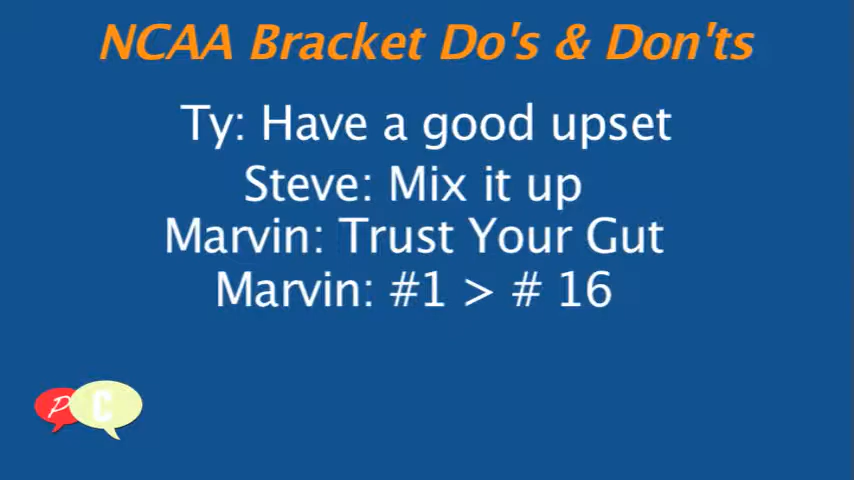 NCAA Bracket Do's & Don'ts
Ty: Have a good upset
Steve: Mix it up
Marvin: Trust Your Gut
Marvin: #1 > # 16
P C